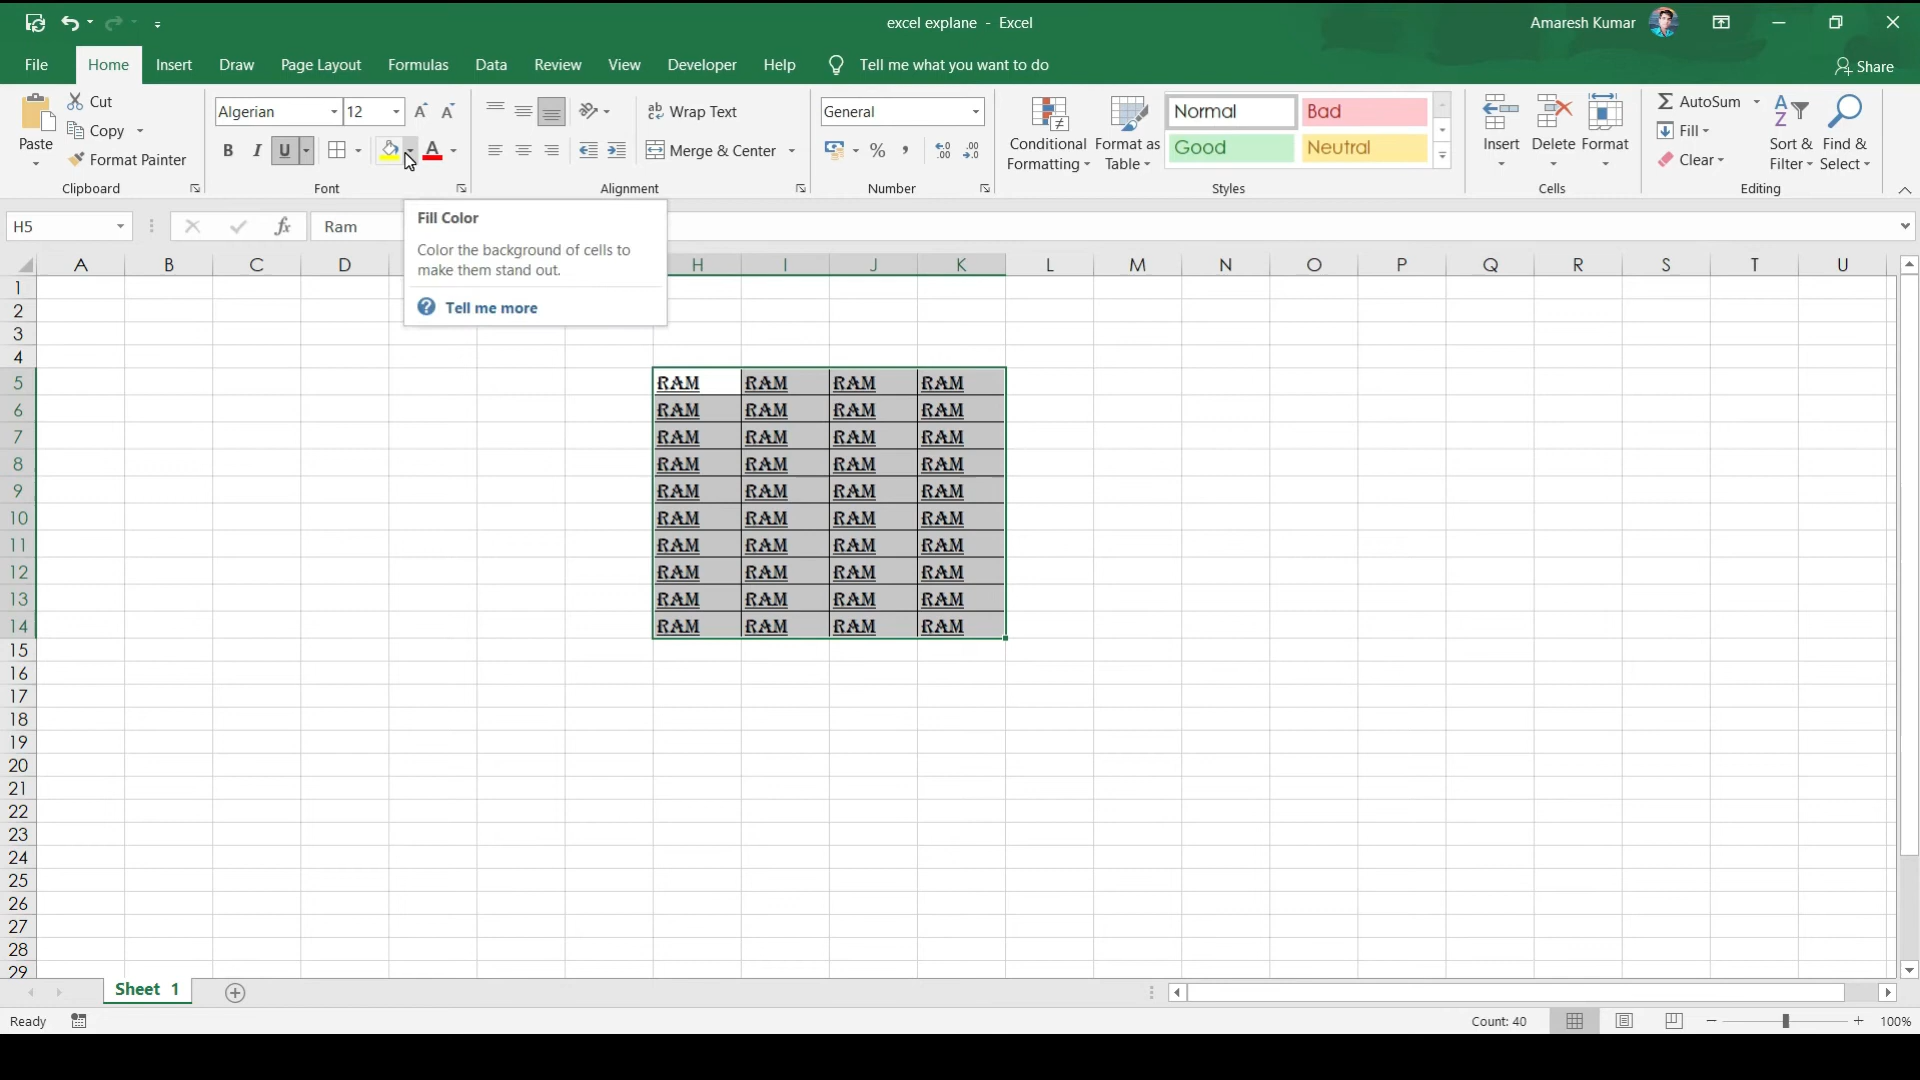 excel explane - Excel
Amaresh Kumar
File Home Insert Draw Page Layout Formulas Data Review View Developer Help Tell me what you want to do Share
Paste
Cut
Copy
Format Painter
Clipboard
Algerian 12
B I U A
Font
Wrap Text
Merge & Center
Alignment
General
% ,
Number
Conditional Formatting
Format as Table
Normal Bad
Good Neutral
Styles
Insert Delete Format
Cells
AutoSum
Fill
Clear
Sort & Filter
Find & Select
Editing
H5 fx Ram
Fill Color
Color the background of cells to
make them stand out.
Tell me more
A B C D H I J K L M N O P Q R S T U
1
2
3
4
5 RAM RAM RAM RAM
6 RAM RAM RAM RAM
7 RAM RAM RAM RAM
8 RAM RAM RAM RAM
9 RAM RAM RAM RAM
10 RAM RAM RAM RAM
11 RAM RAM RAM RAM
12 RAM RAM RAM RAM
13 RAM RAM RAM RAM
14 RAM RAM RAM RAM
15
16
17
18
19
20
21
22
23
24
25
26
27
28
29
Sheet 1
Ready Count: 40 100%